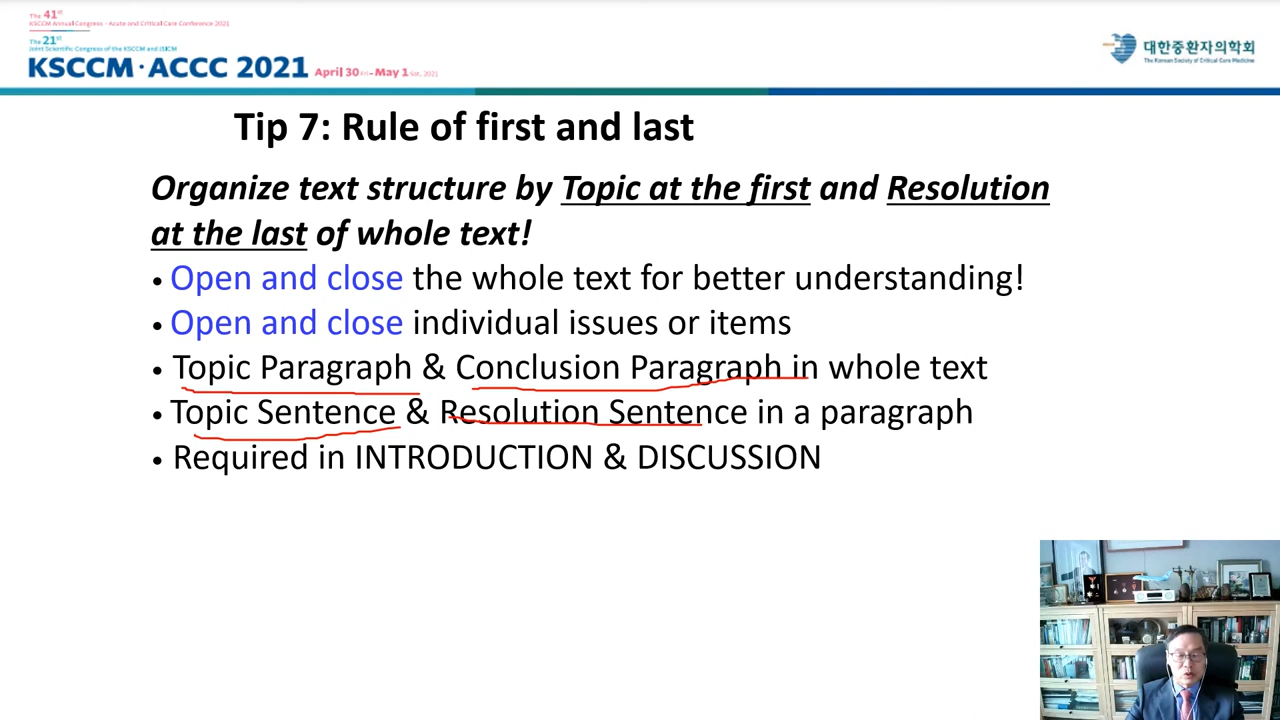 The 41st
KSCCM Annual Congress - Acute and Critical Care Conference 2021
The 21st
Joint Scientific Congress of the KSCCM and JSICM
KSCCM·ACCC 2021 April 30 Fri-May 1 Sat, 2021
대한중환자의학회
The Korean Society of Critical Care Medicine
Tip 7: Rule of first and last
Organize text structure by Topic at the first and Resolution
at the last of whole text!
• Open and close the whole text for better understanding!
• Open and close individual issues or items
• Topic Paragraph & Conclusion Paragraph in whole text
• Topic Sentence & Resolution Sentence in a paragraph
• Required in INTRODUCTION & DISCUSSION